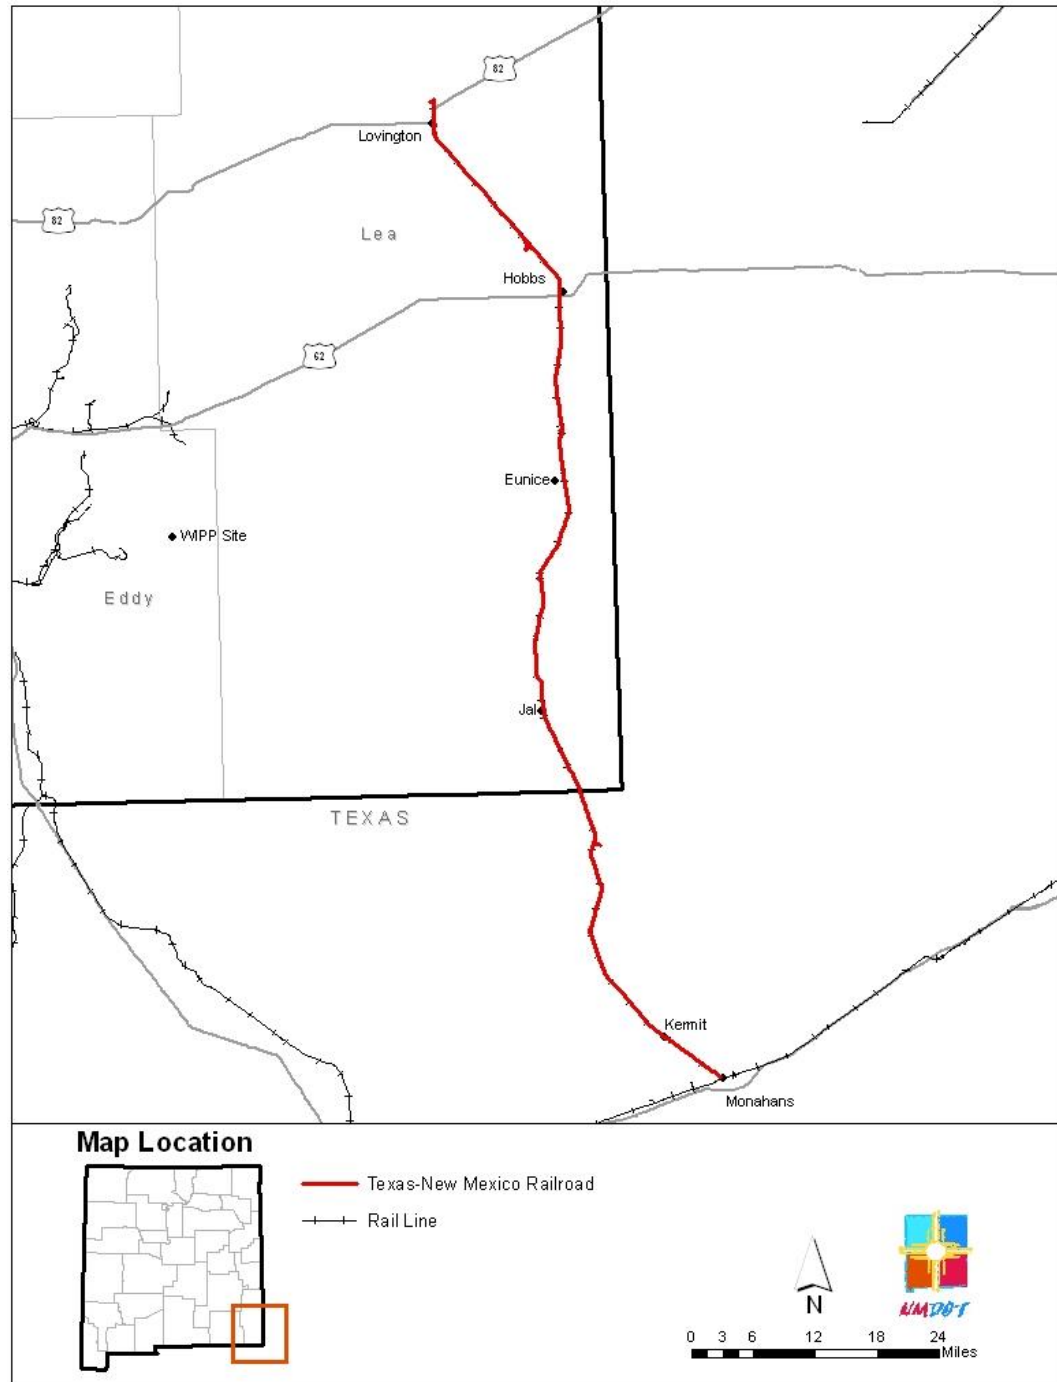 82
Lovington
82
Lea
Hobbs
62
Eunice
WIPP Site
Eddy
Jal
TEXAS
Kermit
Monahans
Map Location
Texas-New Mexico Railroad
Rail Line
N
NMDOT
0 3 6 12 18 24
Miles